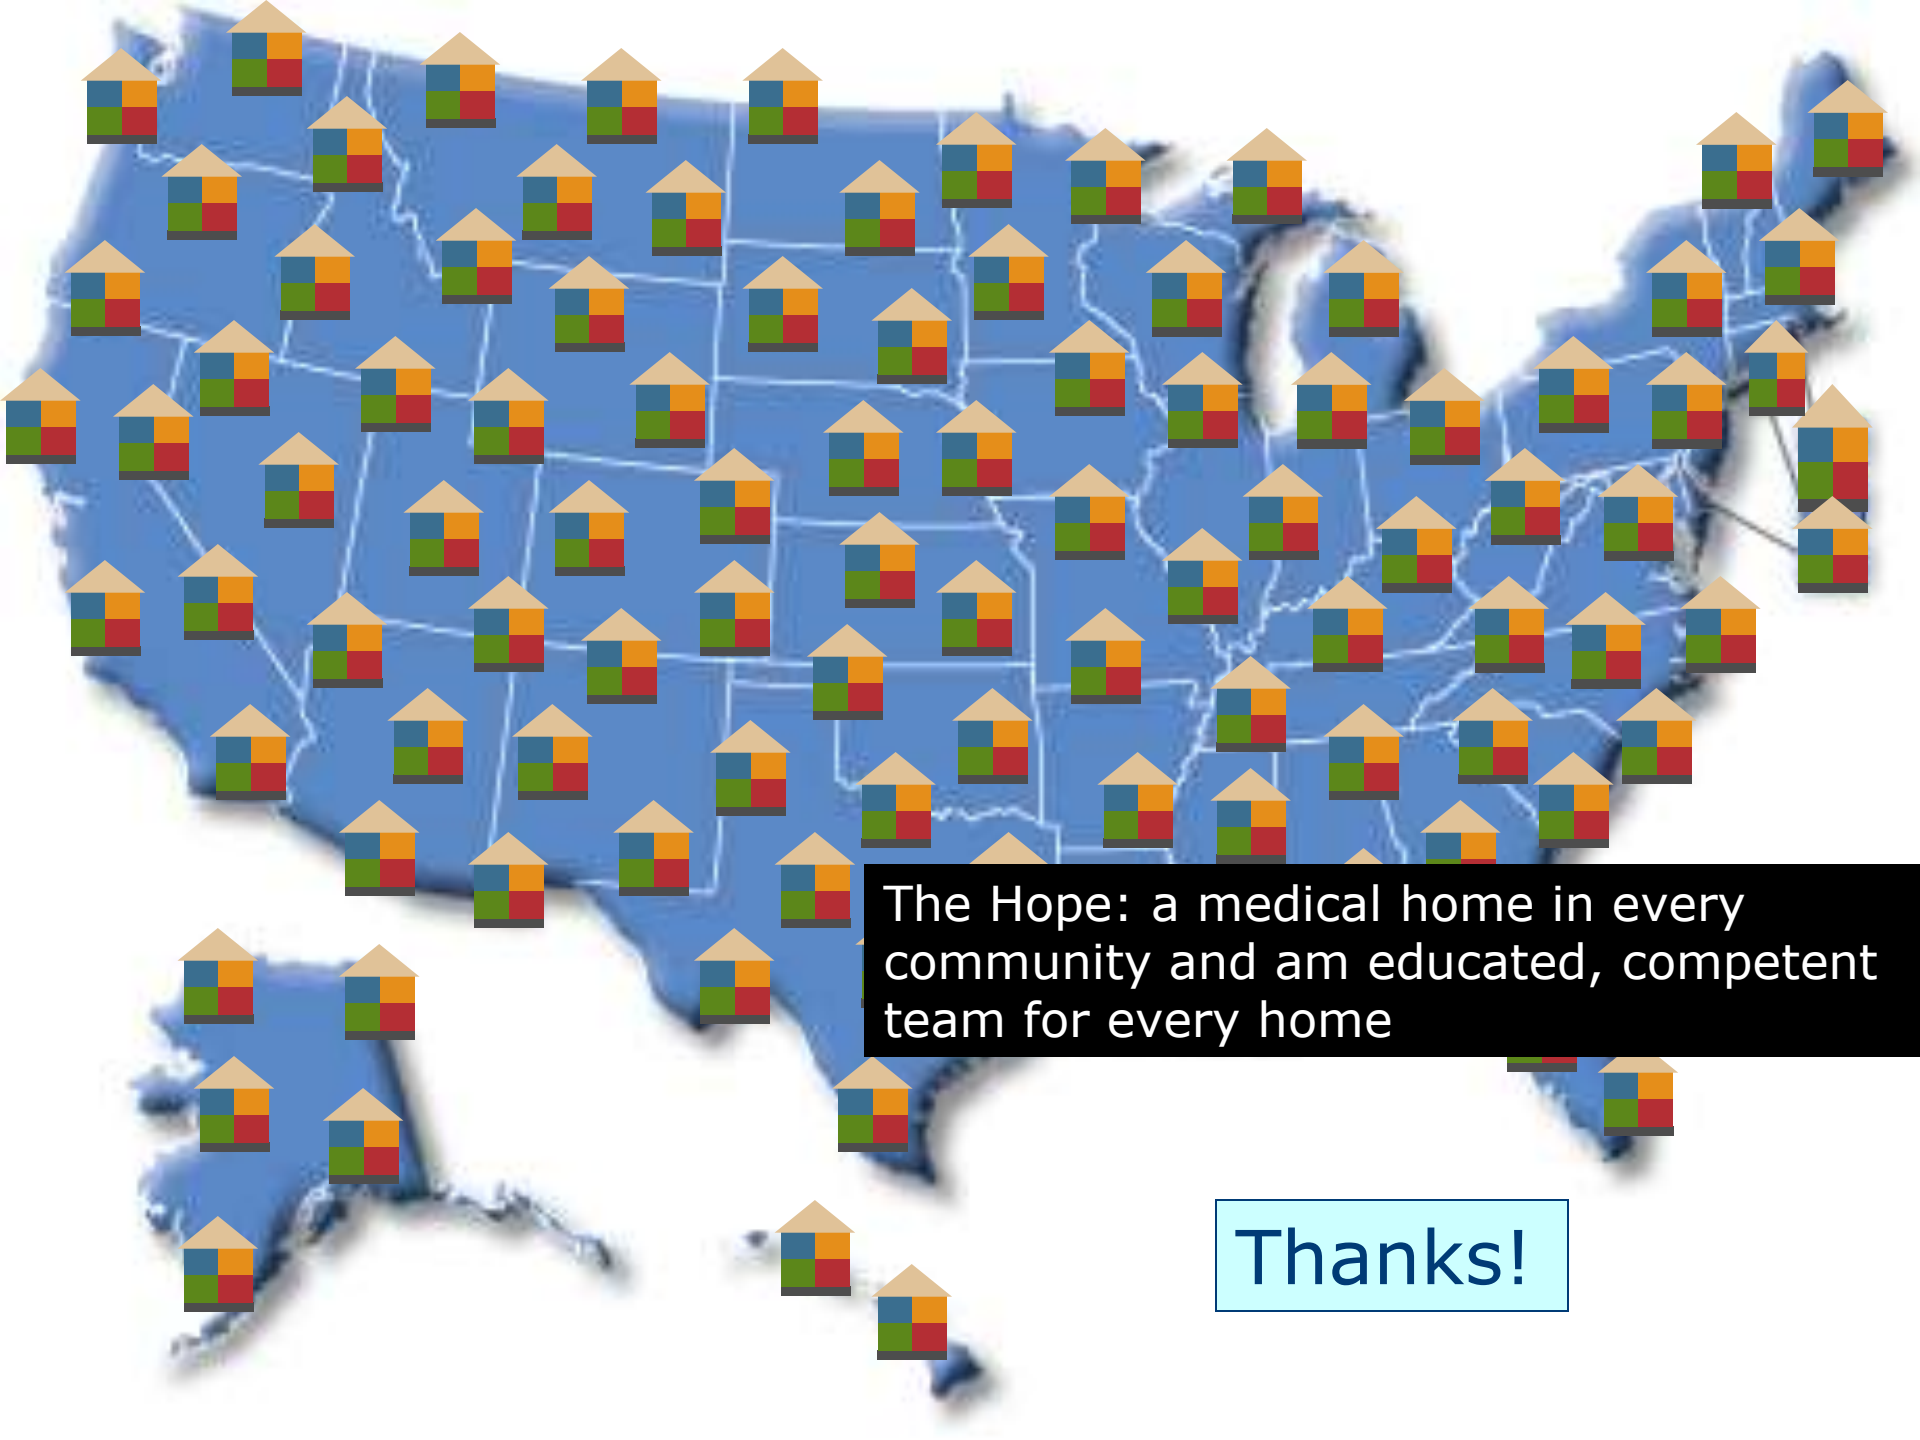 The Hope: a medical home in every
community and am educated, competent
team for every home
Thanks!